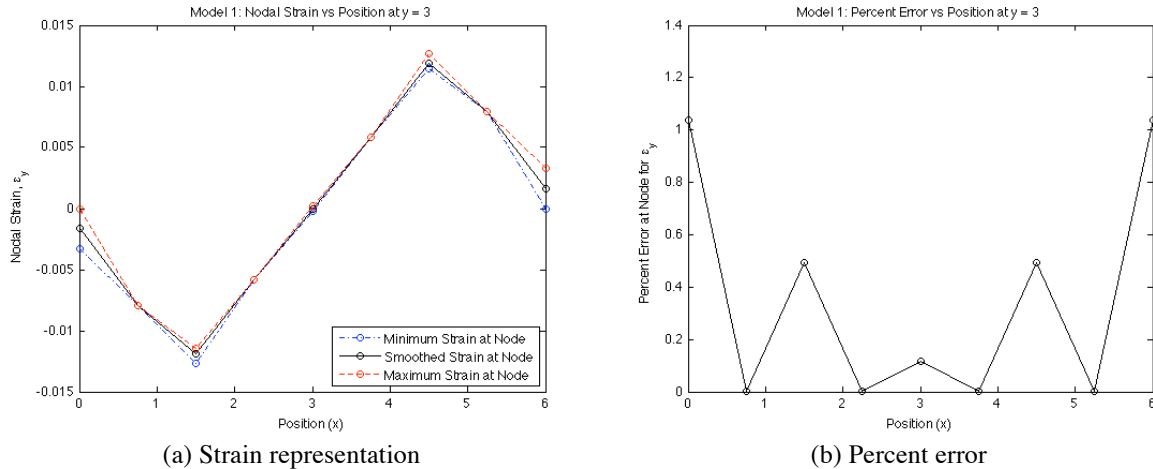 Model 1: Nodal Strain vs Position at y = 3
0.015
0.01
0.005
0
-0.005
-0.01
-0.015
Nodal Strain, εy
0 1 2 3 4 5 6
Position (x)
Minimum Strain at Node
Smoothed Strain at Node
Maximum Strain at Node
(a) Strain representation
Model 1: Percent Error vs Position at y = 3
1.4
1.2
1
0.8
0.6
0.4
0.2
0
Percent Error at Node for εy
0 1 2 3 4 5 6
Position (x)
(b) Percent error